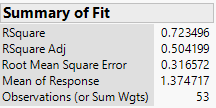 Summary of Fit
RSquare 0.723496
RSquare Adj 0.504199
Root Mean Square Error 0.316572
Mean of Response 1.374717
Observations (or Sum Wgts) 53